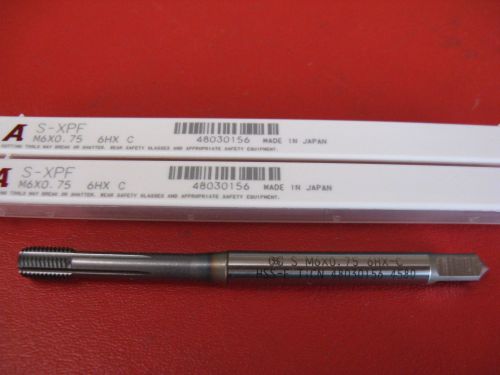 A S-XPF
M6X0.75 6HX C 48030156 MADE IN JAPAN
CUTTING TOOLS MAY BREAK OR SHATTER. WEAR SAFETY GLASSES AND APPROPRIATE SAFETY EQUIPMENT.
A S-XPF
M6X0.75 6HX C 48030156 MADE IN JAPAN
TOOLS MAY BREAK OR SHATTER. WEAR SAFETY GLASSES AND APPROPRIATE SAFETY EQUIPMENT.
S M6X0.75 6HX-C
HSS-E TICN 48030156 4580